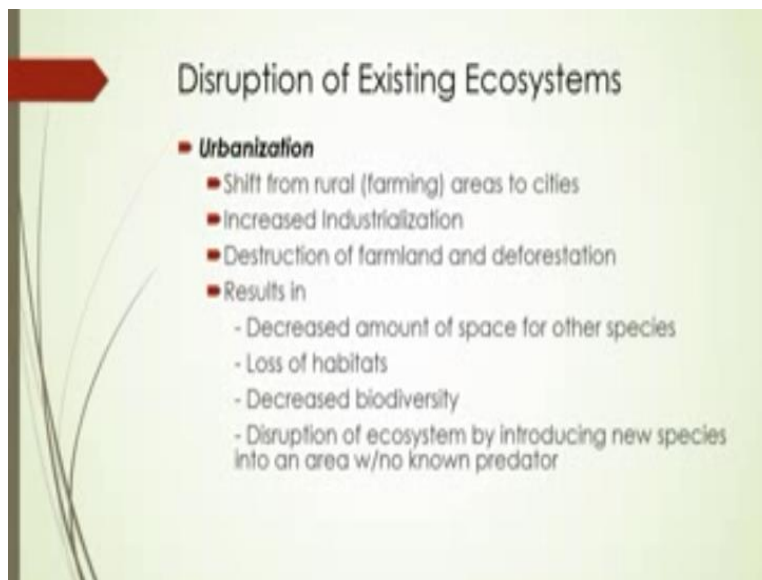 Disruption of Existing Ecosystems
Urbanization
Shift from rural (farming) areas to cities
Increased Industrialization
Destruction of farmland and deforestation
Results in
- Decreased amount of space for other species
- Loss of habitats
- Decreased biodiversity
- Disruption of ecosystem by introducing new species
into an area w/no known predator